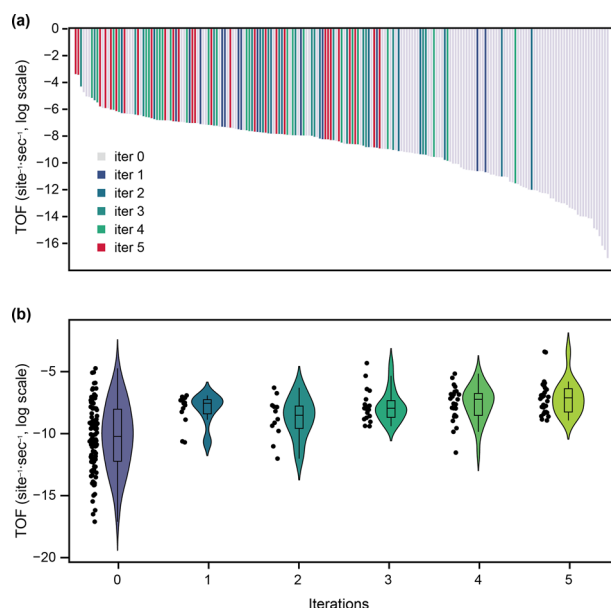 (a)
TOF (site⁻¹·sec⁻¹, log scale)
0
−2
−4
−6
−8
−10
−12
−14
−16
iter 0
iter 1
iter 2
iter 3
iter 4
iter 5
(b)
TOF (site⁻¹·sec⁻¹, log scale)
−5
−10
−15
−20
0 1 2 3 4 5
Iterations